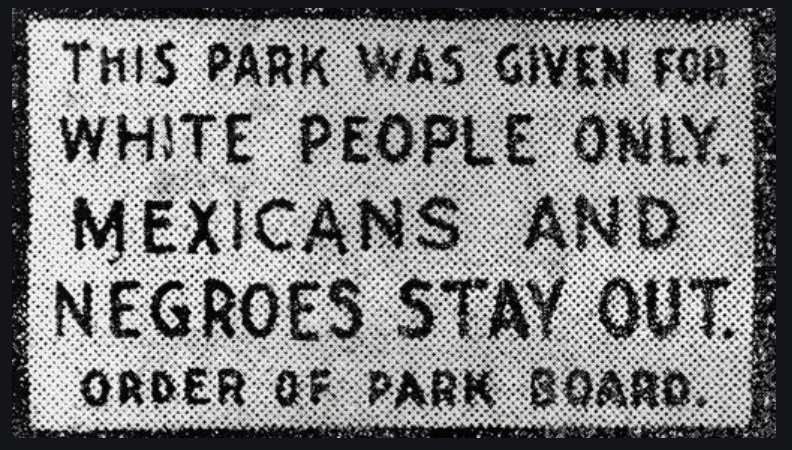 THIS PARK WAS GIVEN FOR
WHITE PEOPLE ONLY.
MEXICANS AND
NEGROES STAY OUT.
ORDER OF PARK BOARD.